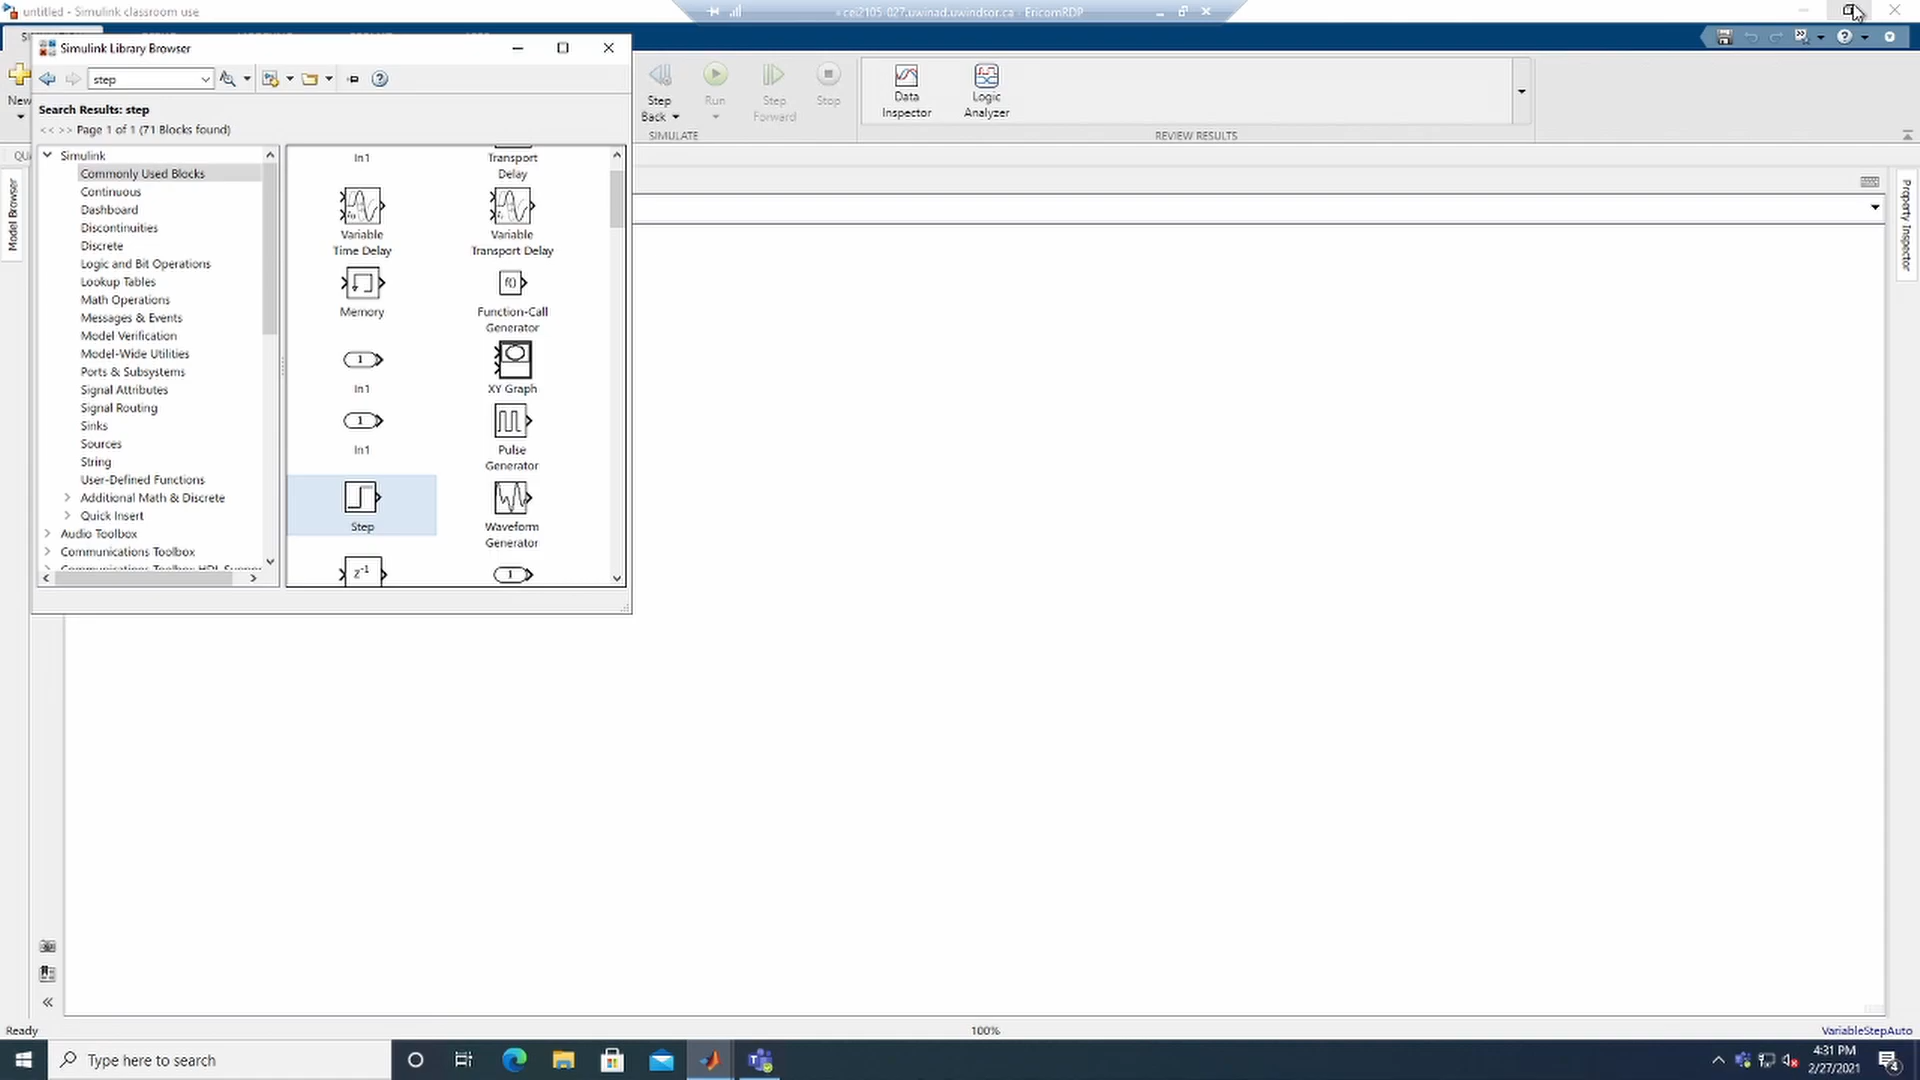 untitled - Simulink classroom use
cei2105-027.uwinad.uwindsor.ca - EricomRDP
Simulink Library Browser
step
New
Step
Back
Run
Step
Forward
Stop
Data
Inspector
Logic
Analyzer
SIMULATE
REVIEW RESULTS
Search Results: step
<< >> Page 1 of 1 (71 Blocks found)
Model Browser
Property Inspector
Simulink
Commonly Used Blocks
Continuous
Dashboard
Discontinuities
Discrete
Logic and Bit Operations
Lookup Tables
Math Operations
Messages & Events
Model Verification
Model-Wide Utilities
Ports & Subsystems
Signal Attributes
Signal Routing
Sinks
Sources
String
User-Defined Functions
Additional Math & Discrete
Quick Insert
Audio Toolbox
Communications Toolbox
In1
Transport
Delay
Variable
Time Delay
Variable
Transport Delay
Memory
f()
Function-Call
Generator
1
In1
XY Graph
1
In1
Pulse
Generator
Step
Waveform
Generator
z-1
1
Ready
100%
VariableStepAuto
Type here to search
4:31 PM
2/27/2021
4